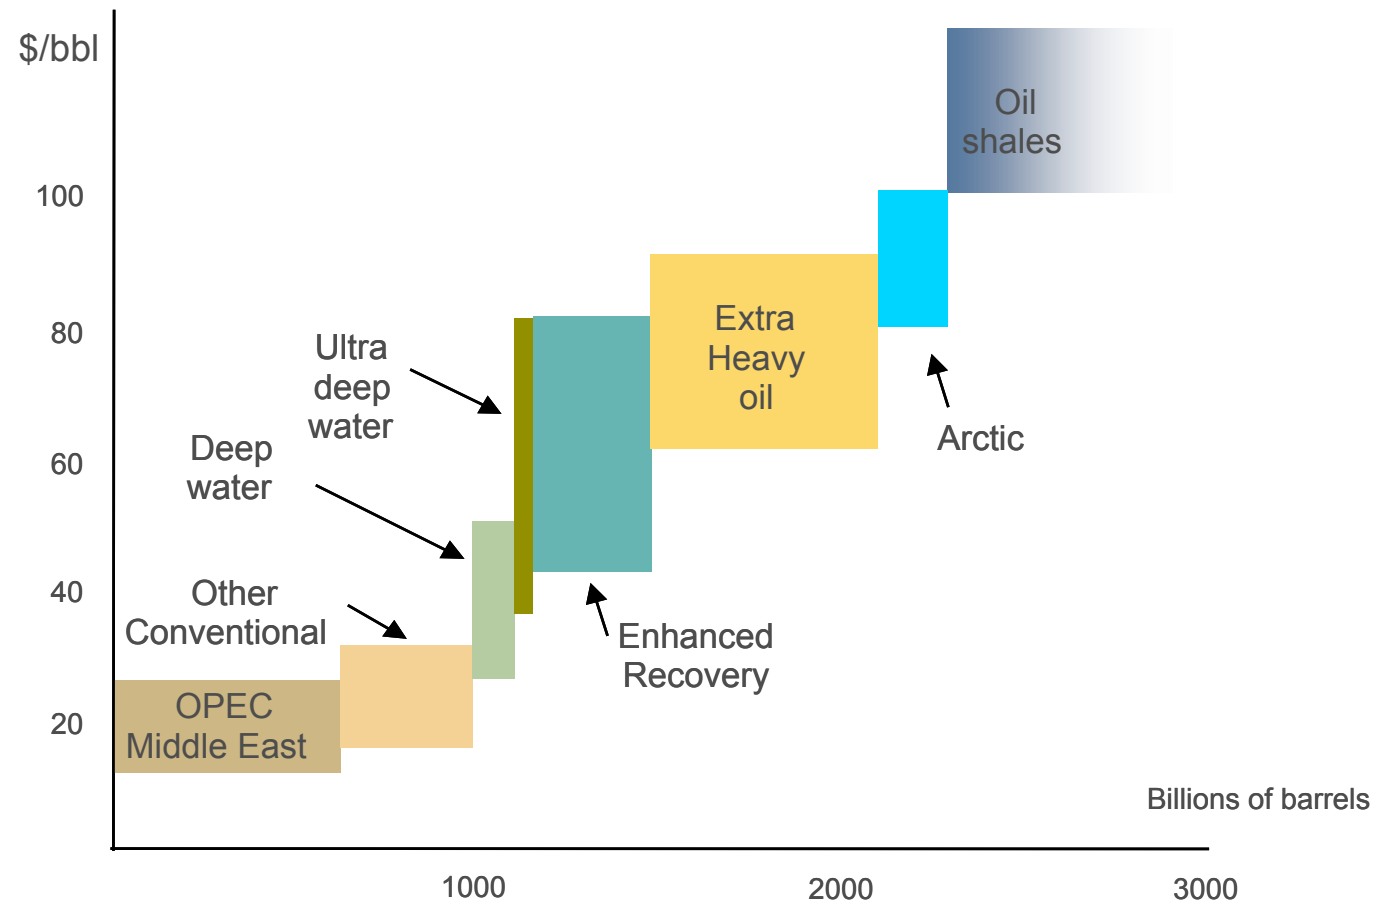 $/bbl
Oil
shales
100
Extra
Heavy
oil
80
Ultra
deep
water
Arctic
Deep
water
60
40
Other
Conventional
Enhanced
Recovery
OPEC
Middle East
20
Billions of barrels
1000
2000
3000